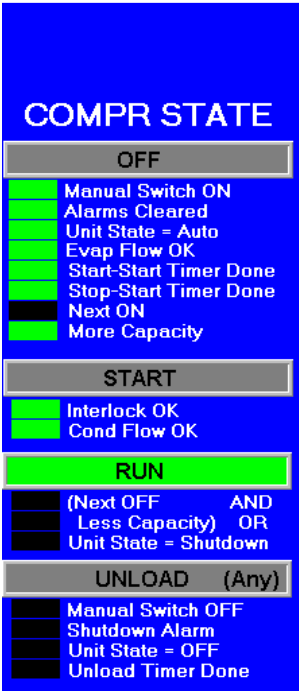 COMPR STATE
OFF
Manual Switch ON
Alarms Cleared
Unit State = Auto
Evap Flow OK
Start-Start Timer Done
Stop-Start Timer Done
Next ON
More Capacity
START
Interlock OK
Cond Flow OK
RUN
(Next OFF AND
Less Capacity) OR
Unit State = Shutdown
UNLOAD (Any)
Manual Switch OFF
Shutdown Alarm
Unit State = OFF
Unload Timer Done